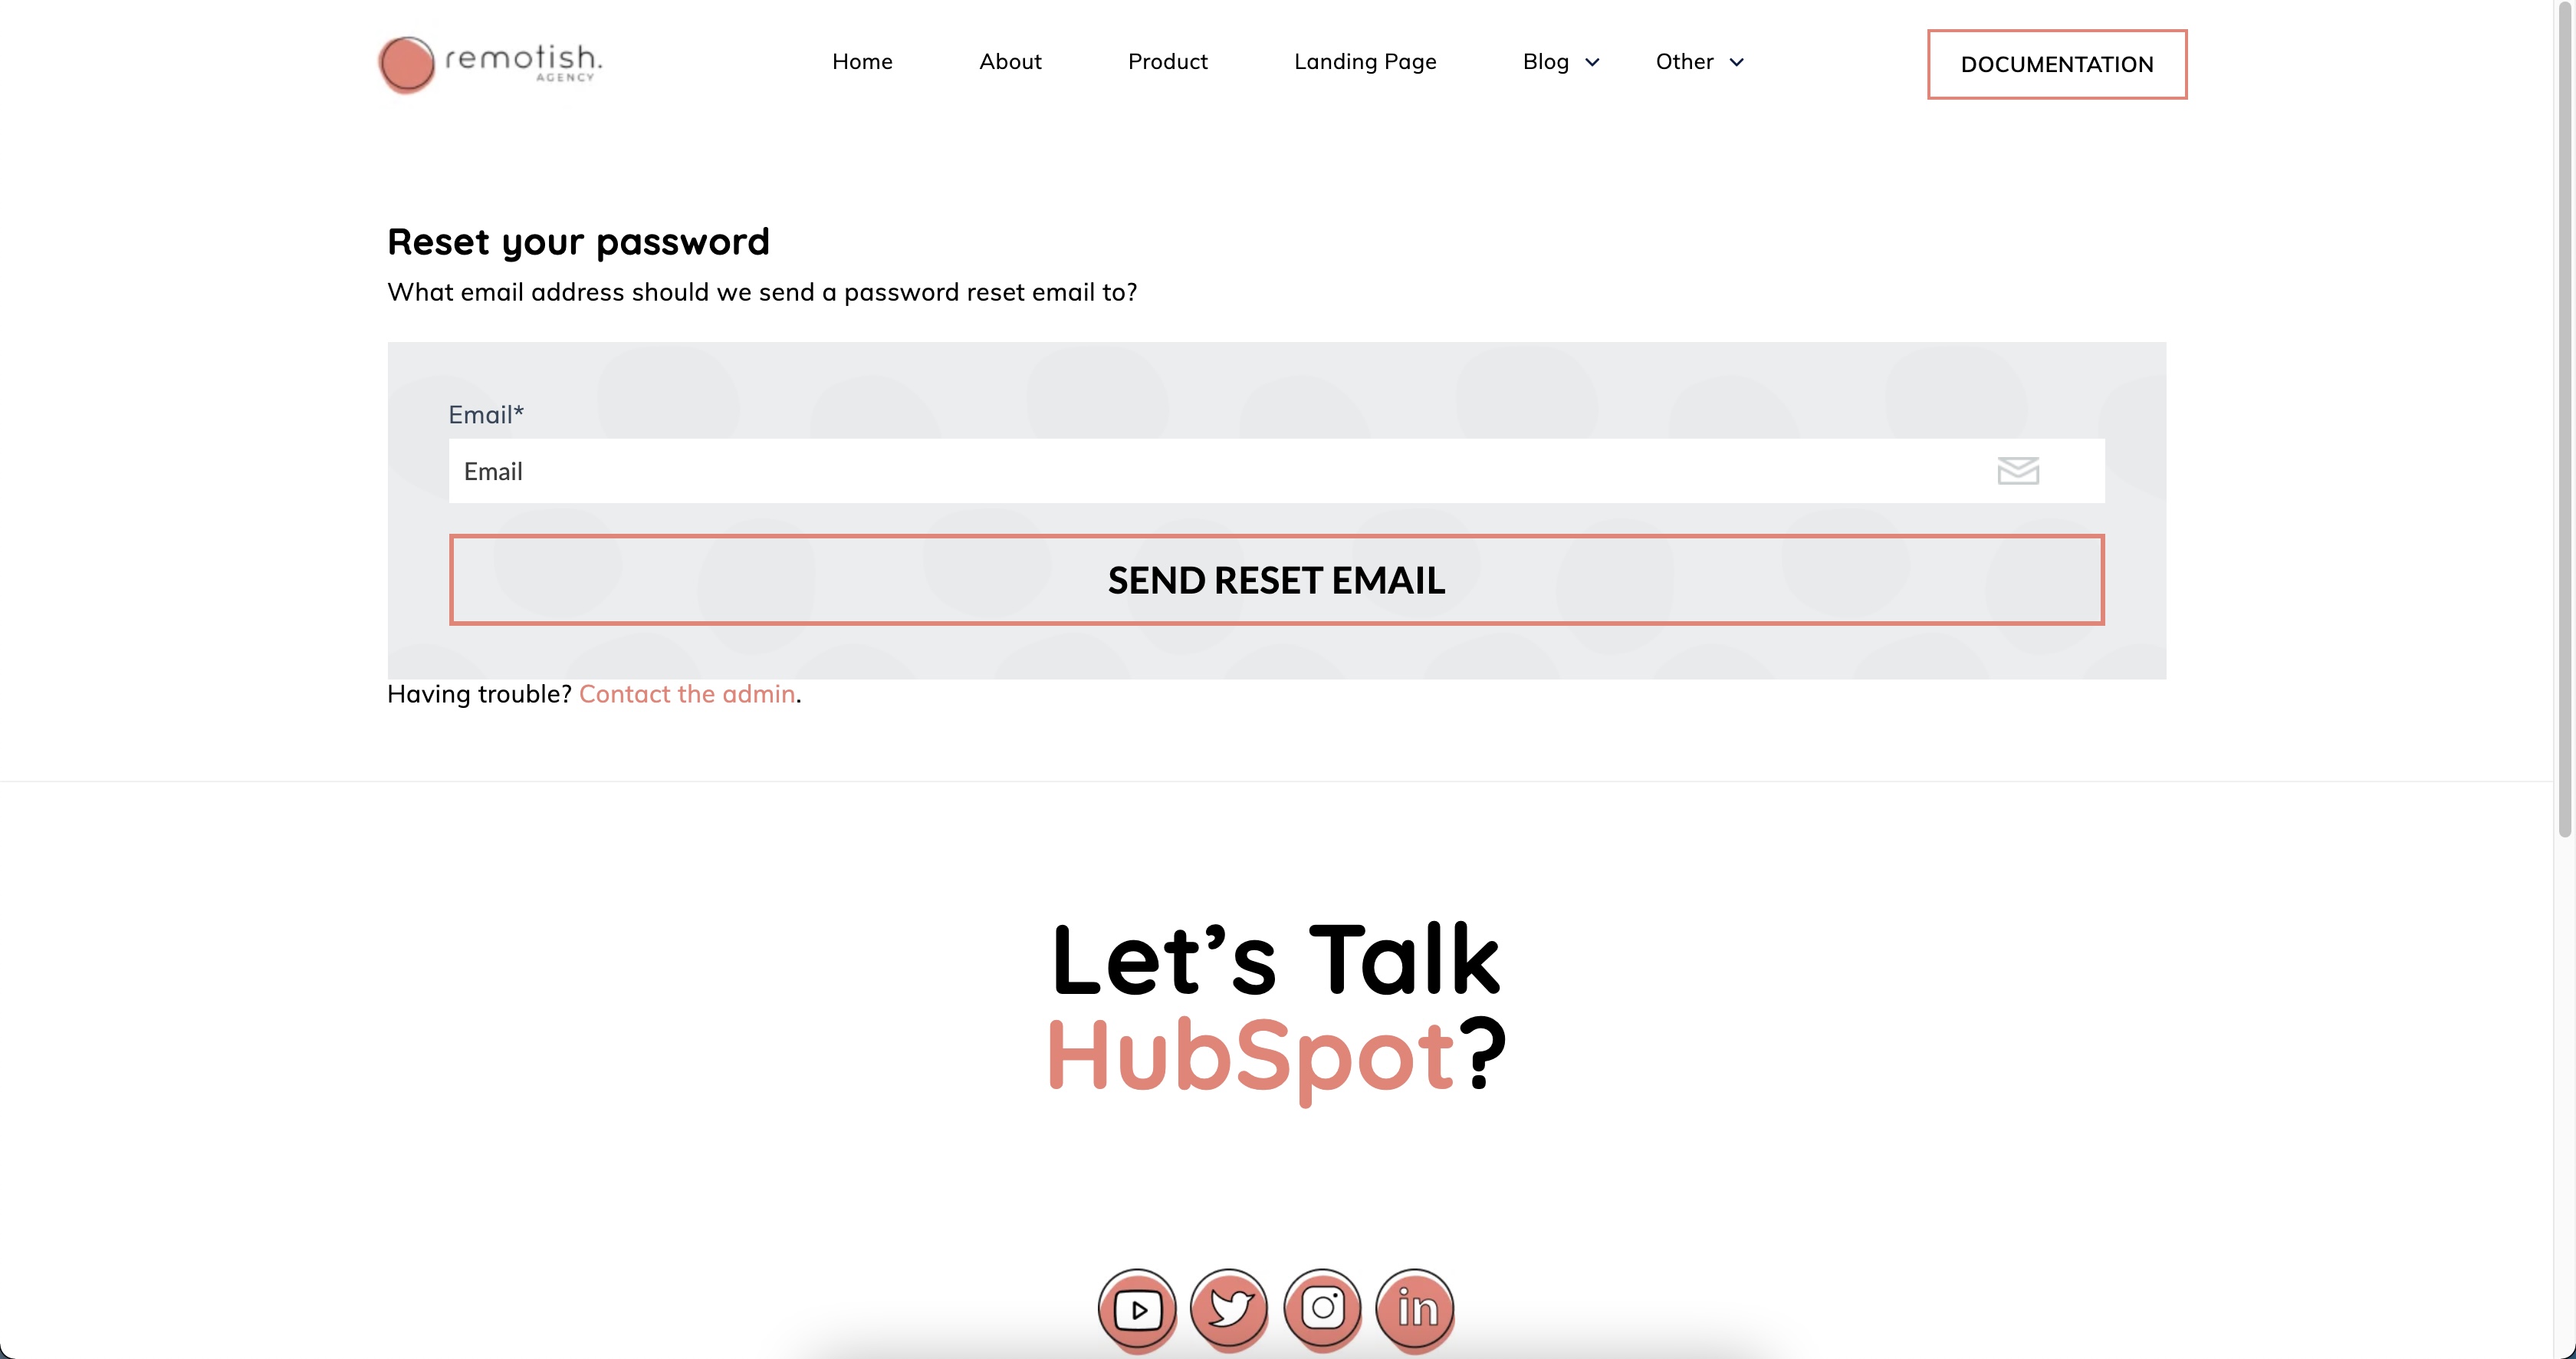 remotish.
AGENCY
Home About Product Landing Page Blog Other DOCUMENTATION
Reset your password
What email address should we send a password reset email to?
Email*
Email
SEND RESET EMAIL
Having trouble? Contact the admin.
Let’s Talk
HubSpot?
in